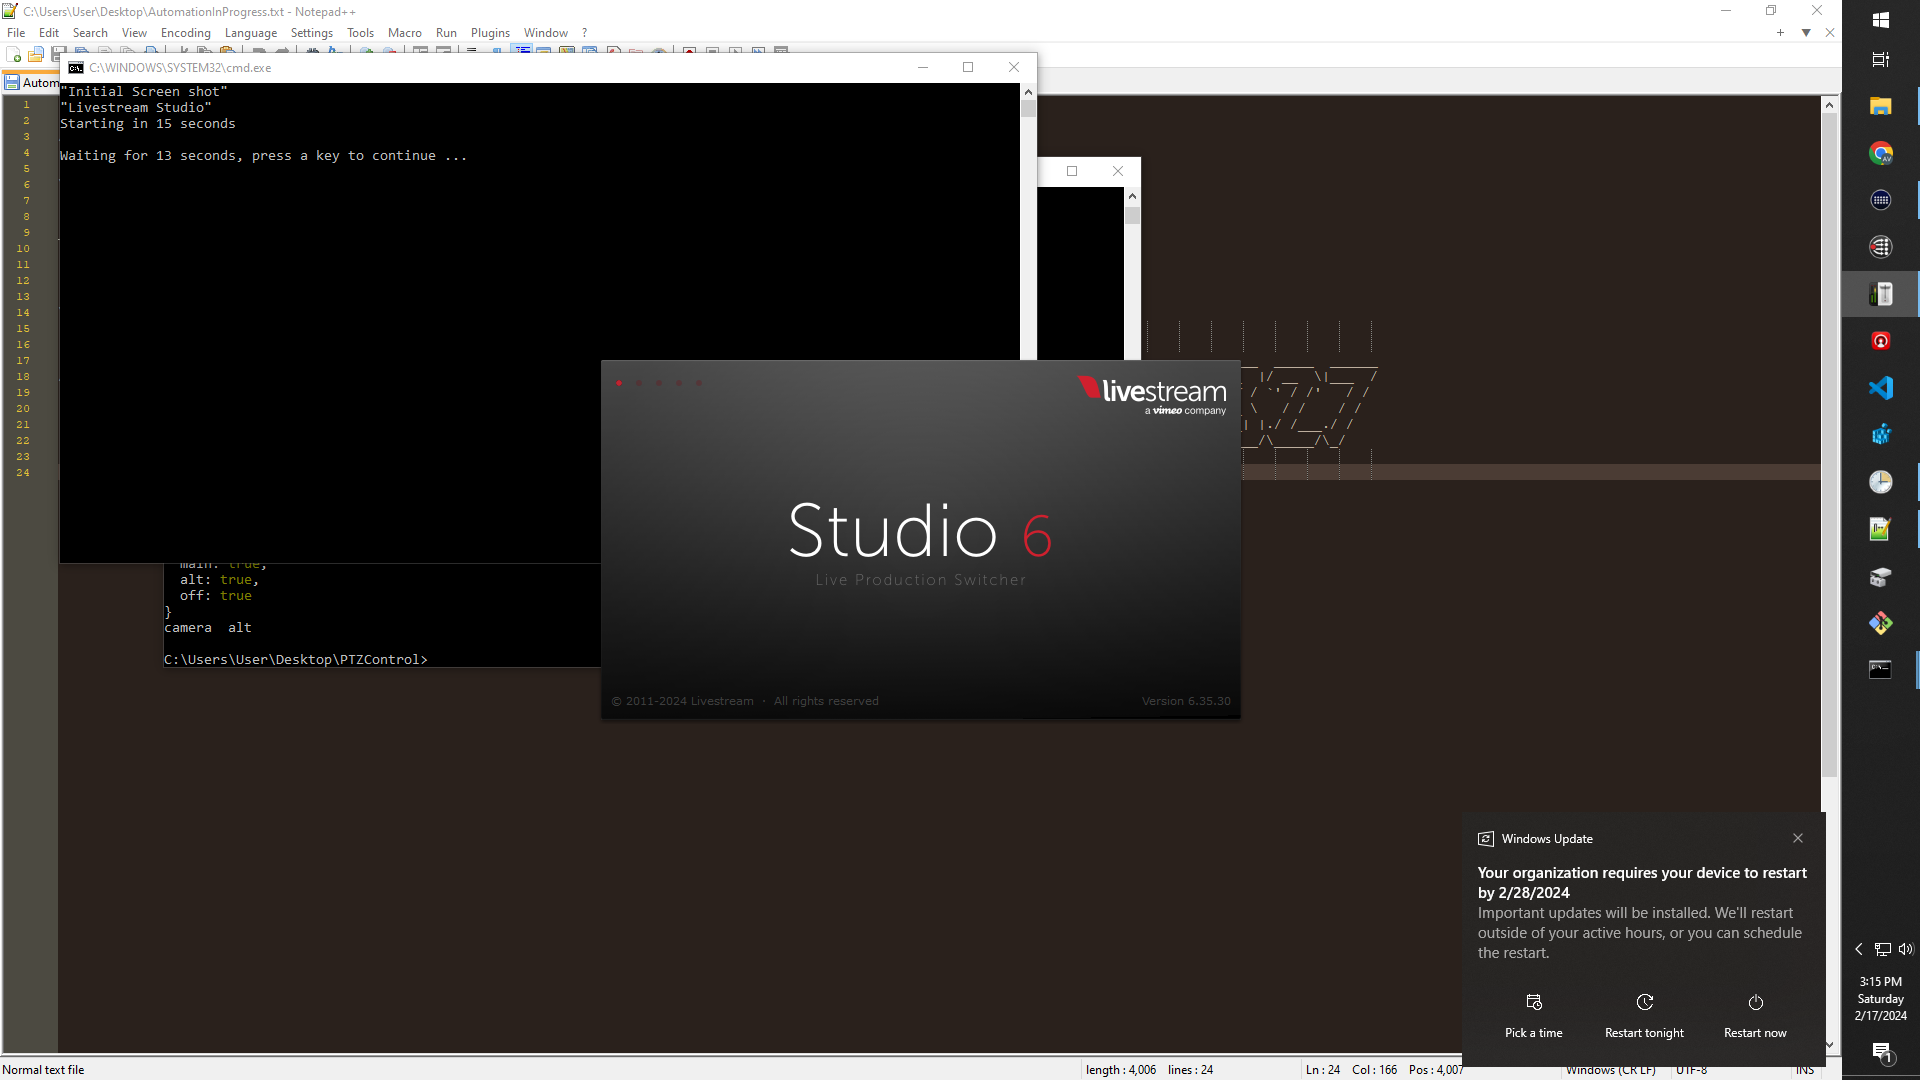 C:\Users\User\Desktop\AutomationInProgress.txt - Notepad++
File Edit Search View Encoding Language Settings Tools Macro Run Plugins Window ?
C:\WINDOWS\SYSTEM32\cmd.exe
Autom
"Initial Screen shot"
"Livestream Studio"
Starting in 15 seconds
Waiting for 13 seconds, press a key to continue ...
1
2
3
4
5
6
7
8
9
10
11
12
13
14
15
16
17
18
19
20
21
22
23
24
livestream
a vimeo company
Studio 6
Live Production Switcher
© 2011-2024 Livestream · All rights reserved
Version 6.35.30
main: true,
alt: true,
off: true
}
camera  alt
C:\Users\User\Desktop\PTZControl>
Windows Update
Your organization requires your device to restart
by 2/28/2024
Important updates will be installed. We'll restart
outside of your active hours, or you can schedule
the restart.
Pick a time
Restart tonight
Restart now
3:15 PM
Saturday
2/17/2024
1
Normal text file
length : 4,006 lines : 24
Ln : 24 Col : 166 Pos : 4,007
Windows (CR LF)
UTF-8
INS